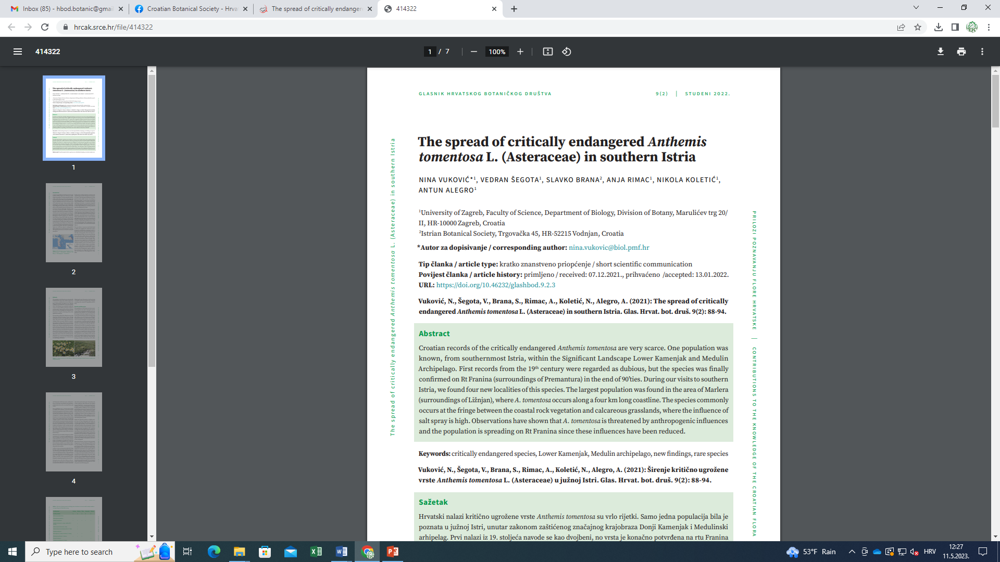 Inbox (85) - hbod.botanic@gmai
Croatian Botanical Society - Hrva
The spread of critically endanger
414322
hrcak.srce.hr/file/414322
414322
1 / 7
100%
1
2
3
4
GLASNIK HRVATSKOG BOTANIČKOG DRUŠTVA
9(2) | STUDENI 2022.
The spread of critically endangered Anthemis
tomentosa L. (Asteraceae) in southern Istria
NINA VUKOVIĆ*1, VEDRAN ŠEGOTA1, SLAVKO BRANA2, ANJA RIMAC1, NIKOLA KOLETIĆ1,
ANTUN ALEGRO1
1University of Zagreb, Faculty of Science, Department of Biology, Division of Botany, Marulićev trg 20/
II, HR-10000 Zagreb, Croatia
2Istrian Botanical Society, Trgovačka 45, HR-52215 Vodnjan, Croatia
*Autor za dopisivanje / corresponding author: nina.vukovic@biol.pmf.hr
Tip članka / article type: kratko znanstveno priopćenje / short scientific communication
Povijest članka / article history: primljeno / received: 07.12.2021., prihvaćeno /accepted: 13.01.2022.
URL: https://doi.org/10.46232/glashbod.9.2.3
Vuković, N., Šegota, V., Brana, S., Rimac, A., Koletić, N., Alegro, A. (2021): The spread of critically
endangered Anthemis tomentosa L. (Asteraceae) in southern Istria. Glas. Hrvat. bot. druš. 9(2): 88-94.
Abstract
Croatian records of the critically endangered Anthemis tomentosa are very scarce. One population was
known, from southernmost Istria, within the Significant Landscape Lower Kamenjak and Medulin
Archipelago. First records from the 19th century were regarded as dubious, but the species was finally
confirmed on Rt Franina (surroundings of Premantura) in the end of 90’ties. During our visits to southern
Istria, we found four new localities of this species. The largest population was found in the area of Marlera
(surroundings of Ližnjan), where A. tomentosa occurs along a four km long coastline. The species commonly
occurs at the fringe between the coastal rock vegetation and calcareous grasslands, where the influence of
salt spray is high. Observations have shown that A. tomentosa is threatened by anthropogenic influences
and the population is spreading on Rt Franina since these influences have been reduced.
Keywords: critically endangered species, Lower Kamenjak, Medulin archipelago, new findings, rare species
Vuković, N., Šegota, V., Brana, S., Rimac, A., Koletić, N., Alegro, A. (2021): Širenje kritično ugrožene
vrste Anthemis tomentosa L. (Asteraceae) u južnoj Istri. Glas. Hrvat. bot. druš. 9(2): 88-94.
Sažetak
Hrvatski nalazi kritično ugrožene vrste Anthemis tomentosa su vrlo rijetki. Samo jedna populacija bila je
poznata u južnoj Istri, unutar zakonom zaštićenog značajnog krajobraza Donji Kamenjak i Medulinski
arhipelag. Prvi nalazi iz 19. stoljeća navode se kao dvojbeni, no vrsta je konačno potvrđena na rtu Franina
The spread of critically endangered Anthemis tomentosa L. (Asteraceae) in southern Istria
PRILOZI POZNAVANJU FLORE HRVATSKE | CONTRIBUTIONS TO THE KNOWLEDGE OF THE CROATIAN FLORA
Type here to search
53°F Rain
HRV
12:27
11.5.2023.